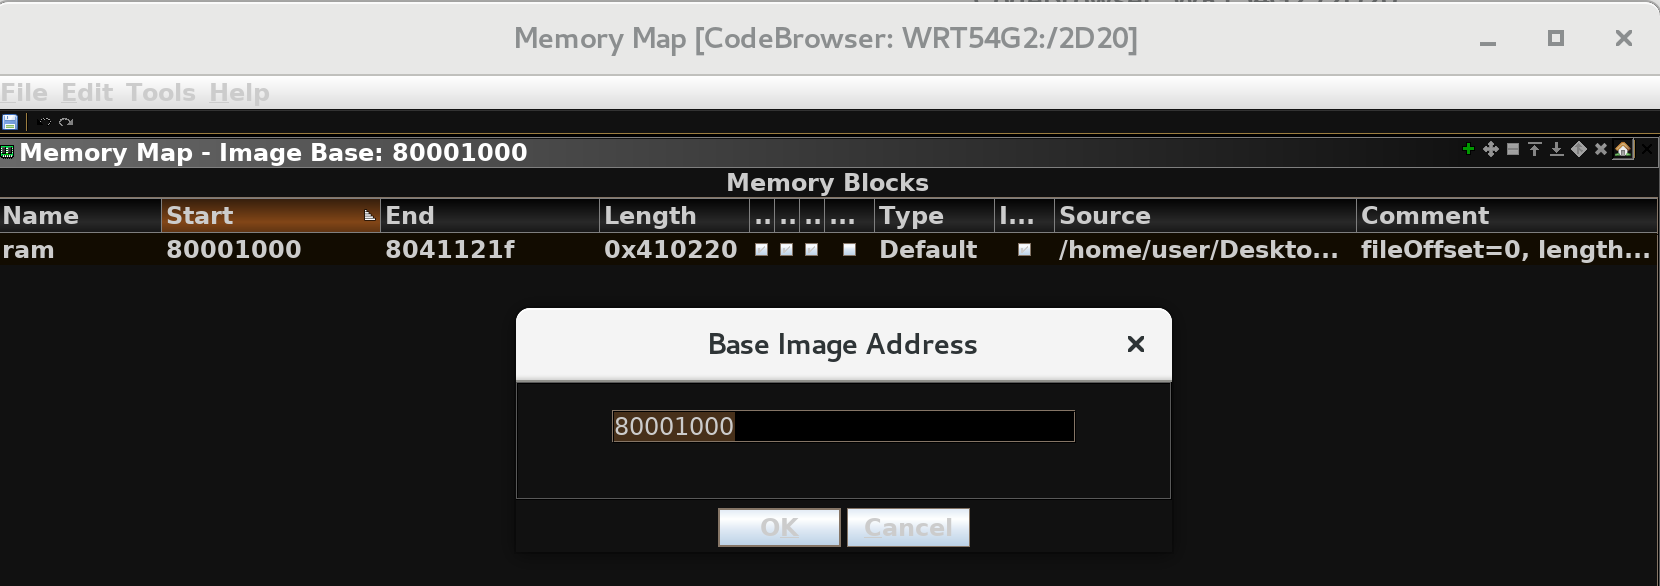 Memory Map [CodeBrowser: WRT54G2:/2D20]
File Edit Tools Help
Memory Map - Image Base: 80001000
Memory Blocks
Name Start End Length .. .. .. ... Type I... Source Comment
ram 80001000 8041121f 0x410220 Default /home/user/Deskto... fileOffset=0, length...
Base Image Address
80001000
OK Cancel